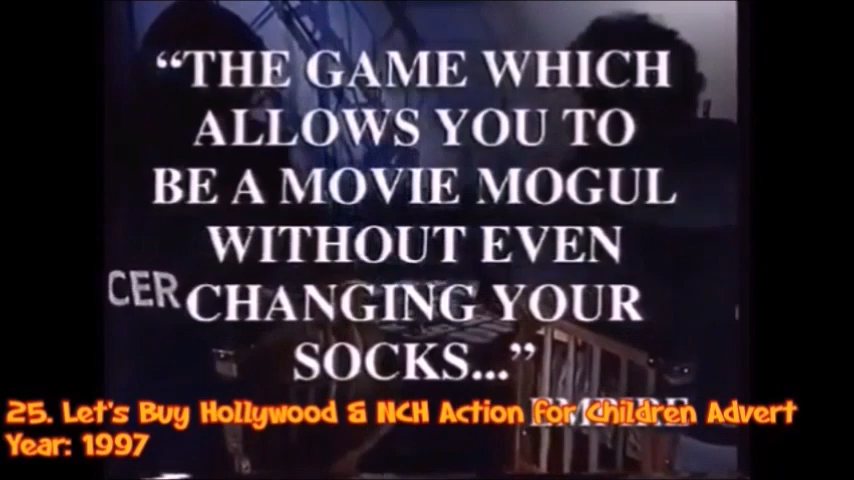 “THE GAME WHICH
ALLOWS YOU TO
BE A MOVIE MOGUL
WITHOUT EVEN
CER
CHANGING YOUR
SOCKS...”
EMPIRE
25. Let's Buy Hollywood & NCH Action for Children Advert
Year: 1997